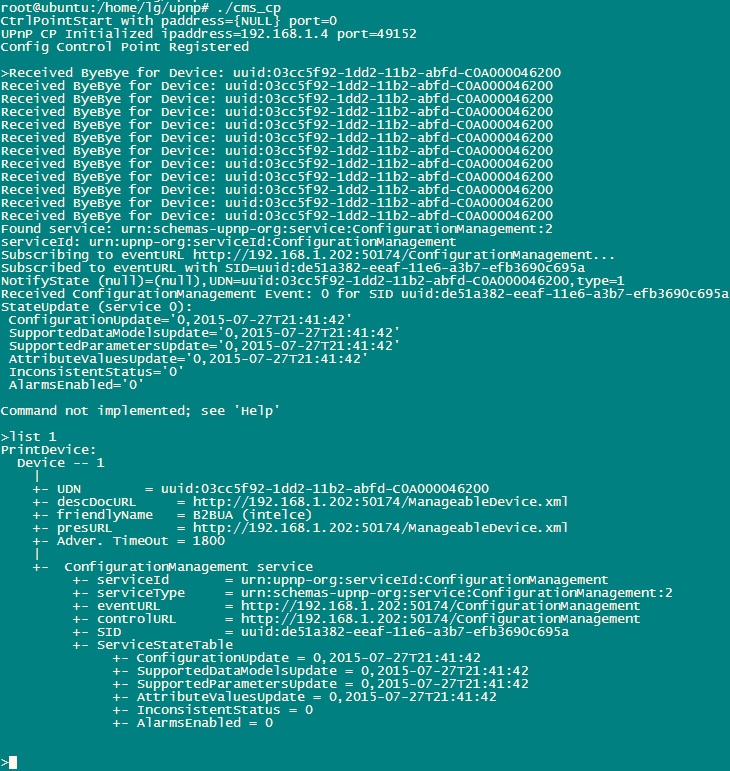 root@ubuntu:/home/lg/upnp# ./cms_cp
CtrlPointStart with paddress={NULL} port=0
UPnP CP Initialized ipaddress=192.168.1.4 port=49152
Config Control Point Registered
>Received ByeBye for Device: uuid:03cc5f92-1dd2-11b2-abfd-C0A000046200
Received ByeBye for Device: uuid:03cc5f92-1dd2-11b2-abfd-C0A000046200
Received ByeBye for Device: uuid:03cc5f92-1dd2-11b2-abfd-C0A000046200
Received ByeBye for Device: uuid:03cc5f92-1dd2-11b2-abfd-C0A000046200
Received ByeBye for Device: uuid:03cc5f92-1dd2-11b2-abfd-C0A000046200
Received ByeBye for Device: uuid:03cc5f92-1dd2-11b2-abfd-C0A000046200
Received ByeBye for Device: uuid:03cc5f92-1dd2-11b2-abfd-C0A000046200
Received ByeBye for Device: uuid:03cc5f92-1dd2-11b2-abfd-C0A000046200
Received ByeBye for Device: uuid:03cc5f92-1dd2-11b2-abfd-C0A000046200
Received ByeBye for Device: uuid:03cc5f92-1dd2-11b2-abfd-C0A000046200
Received ByeBye for Device: uuid:03cc5f92-1dd2-11b2-abfd-C0A000046200
Received ByeBye for Device: uuid:03cc5f92-1dd2-11b2-abfd-C0A000046200
Found service: urn:schemas-upnp-org:service:ConfigurationManagement:2
serviceId: urn:upnp-org:serviceId:ConfigurationManagement
Subscribing to eventURL http://192.168.1.202:50174/ConfigurationManagement...
Subscribed to eventURL with SID=uuid:de51a382-eeaf-11e6-a3b7-efb3690c695a
NotifyState (null)=(null),UDN=uuid:03cc5f92-1dd2-11b2-abfd-C0A000046200,type=1
Received ConfigurationManagement Event: 0 for SID uuid:de51a382-eeaf-11e6-a3b7-efb3690c695a
StateUpdate (service 0):
ConfigurationUpdate='0,2015-07-27T21:41:42'
SupportedDataModelsUpdate='0,2015-07-27T21:41:42'
SupportedParametersUpdate='0,2015-07-27T21:41:42'
AttributeValuesUpdate='0,2015-07-27T21:41:42'
InconsistentStatus='0'
AlarmsEnabled='0'
Command not implemented; see 'Help'
>list 1
PrintDevice:
Device -- 1
|
+- UDN = uuid:03cc5f92-1dd2-11b2-abfd-C0A000046200
+- descDocURL = http://192.168.1.202:50174/ManageableDevice.xml
+- friendlyName = B2BUA (intelce)
+- presURL = http://192.168.1.202:50174/ManageableDevice.xml
+- Adver. TimeOut = 1800
|
+- ConfigurationManagement service
+- serviceId = urn:upnp-org:serviceId:ConfigurationManagement
+- serviceType = urn:schemas-upnp-org:service:ConfigurationManagement:2
+- eventURL = http://192.168.1.202:50174/ConfigurationManagement
+- controlURL = http://192.168.1.202:50174/ConfigurationManagement
+- SID = uuid:de51a382-eeaf-11e6-a3b7-efb3690c695a
+- ServiceStateTable
+- ConfigurationUpdate = 0,2015-07-27T21:41:42
+- SupportedDataModelsUpdate = 0,2015-07-27T21:41:42
+- SupportedParametersUpdate = 0,2015-07-27T21:41:42
+- AttributeValuesUpdate = 0,2015-07-27T21:41:42
+- InconsistentStatus = 0
+- AlarmsEnabled = 0
>